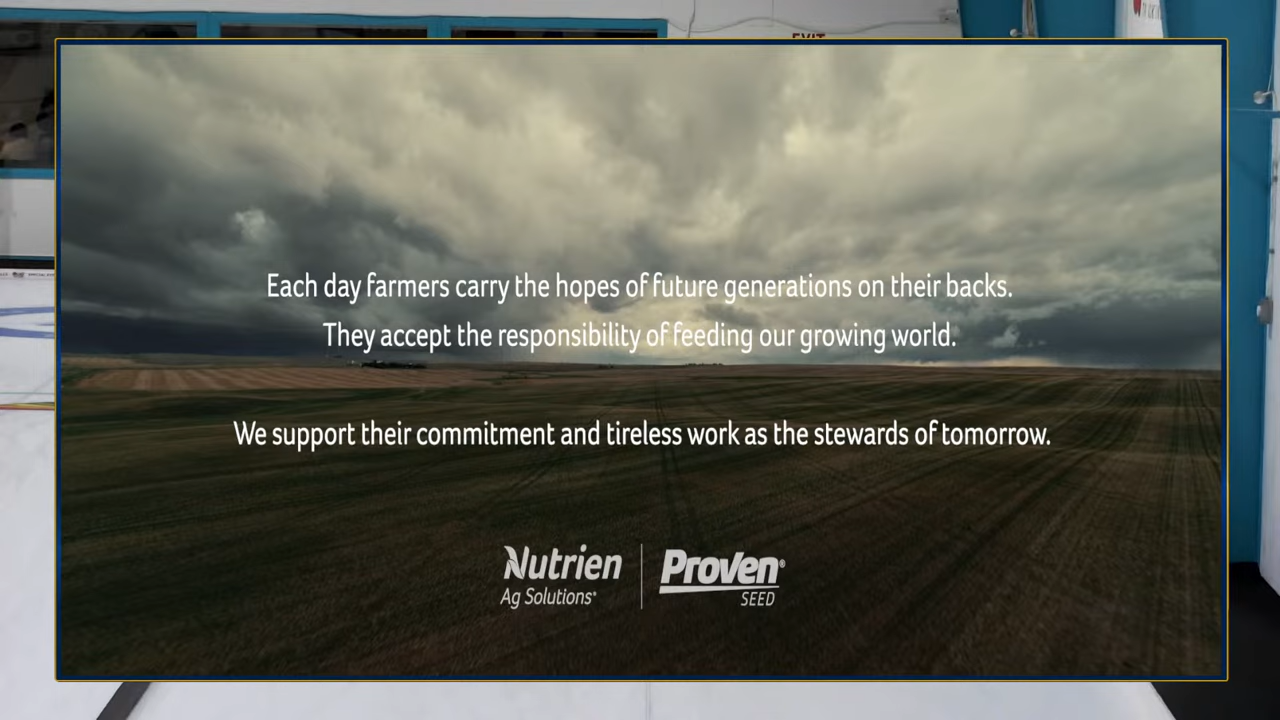 EXIT
Each day farmers carry the hopes of future generations on their backs.
They accept the responsibility of feeding our growing world.
We support their commitment and tireless work as the stewards of tomorrow.
Nutrien
Ag Solutions®
Proven®
SEED